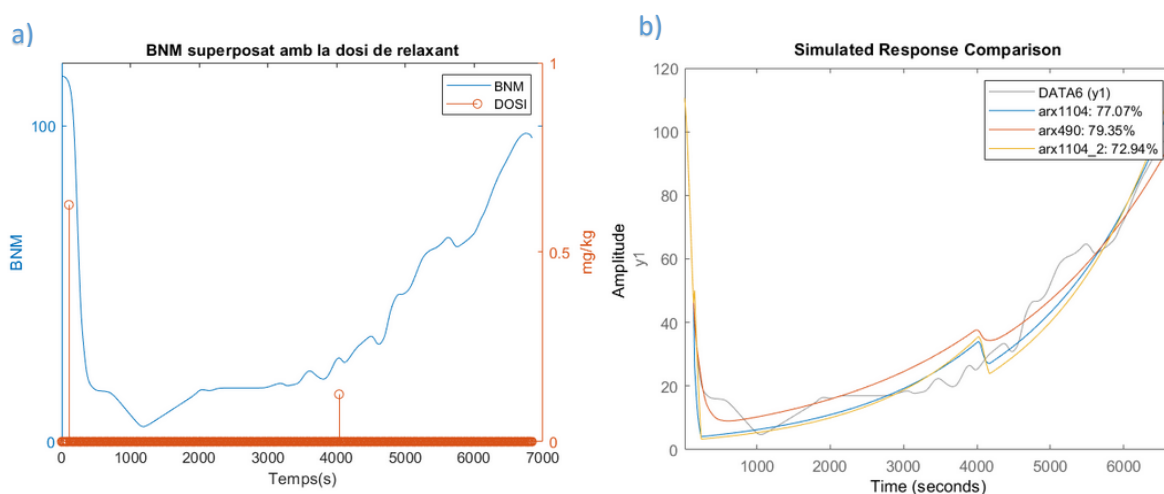 a)
BNM superposat amb la dosi de relaxant
1
BNM
DOSI
100
0.5
0
0
BNM
mg/kg
0
1000
2000
3000
4000
5000
6000
7000
Temps(s)
b)
Simulated Response Comparison
120
DATA6 (y1)
arx1104: 77.07%
arx490: 79.35%
arx1104_2: 72.94%
100
80
60
40
20
0
Amplitude
y1
1000
2000
3000
4000
5000
6000
Time (seconds)